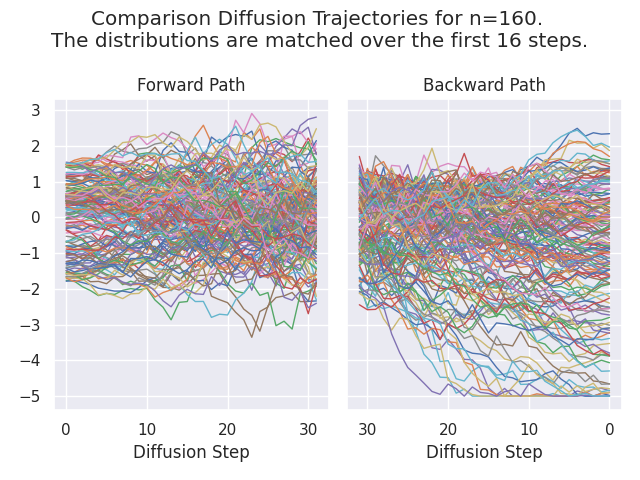 Comparison Diffusion Trajectories for n=160.
The distributions are matched over the first 16 steps.
Forward Path
Backward Path
3
2
1
0
−1
−2
−3
−4
−5
0 10 20 30
30 20 10 0
Diffusion Step
Diffusion Step